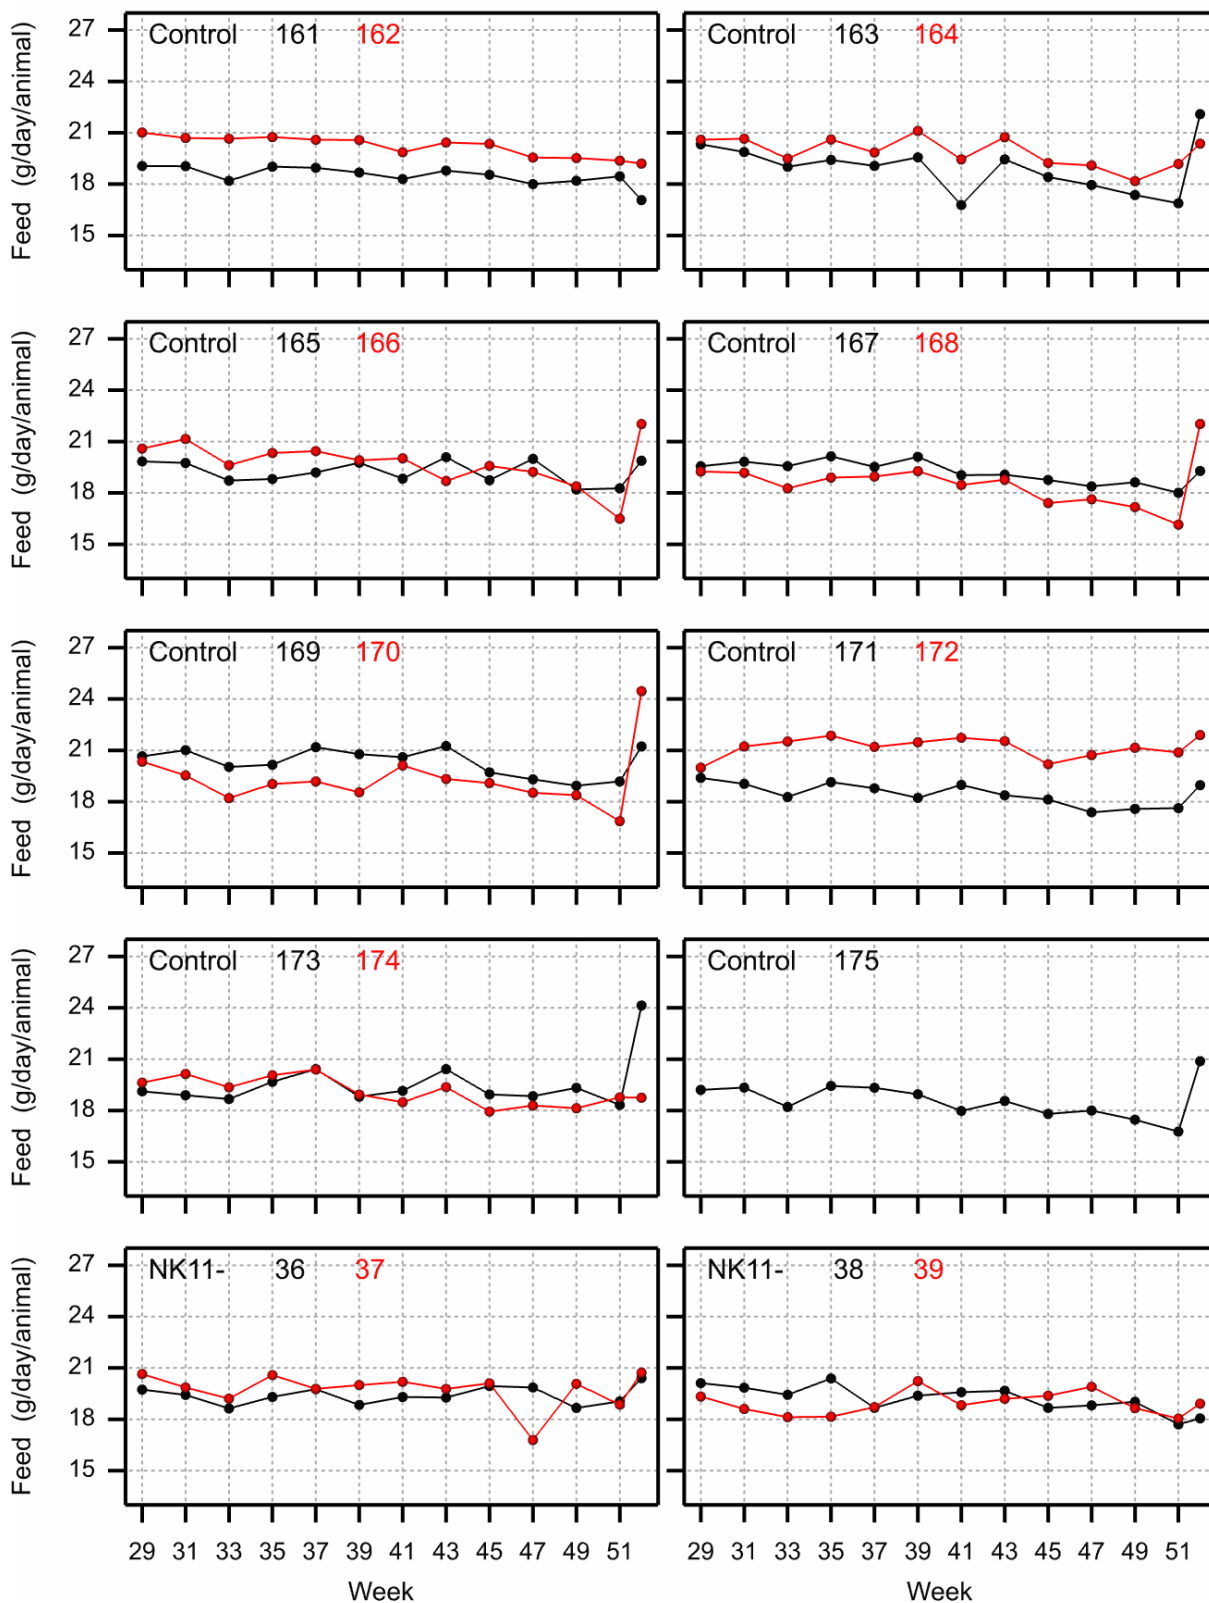 Control 161 162
27
24
21
18
15
Feed (g/day/animal)
Control 163 164
Control 165 166
27
24
21
18
15
Feed (g/day/animal)
Control 167 168
Control 169 170
27
24
21
18
15
Feed (g/day/animal)
Control 171 172
Control 173 174
27
24
21
18
15
Feed (g/day/animal)
Control 175
NK11- 36 37
27
24
21
18
15
Feed (g/day/animal)
NK11- 38 39
29 31 33 35 37 39 41 43 45 47 49 51
Week
29 31 33 35 37 39 41 43 45 47 49 51
Week